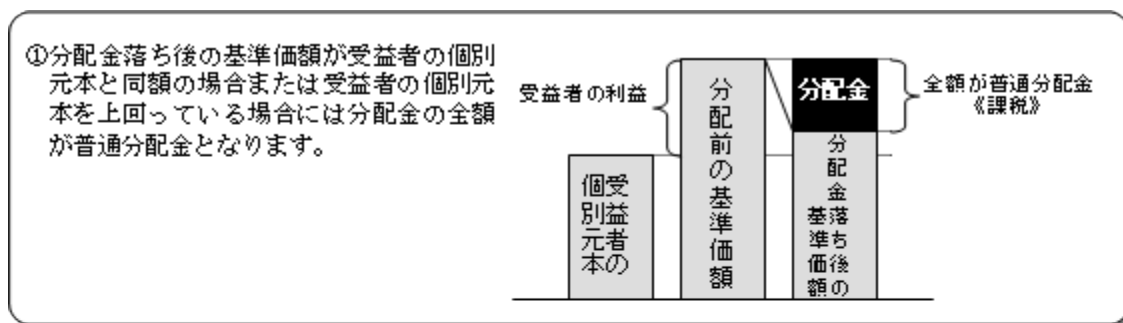 ①分配金落ち後の基準価額が受益者の個別
元本と同額の場合または受益者の個別元
本を上回っている場合には分配金の全額
が普通分配金となります。
受益者の利益
受益者の
個別元本
分配前の基準価額
分配金
分配金落ち後の
基準価額
全額が普通分配金
《課税》